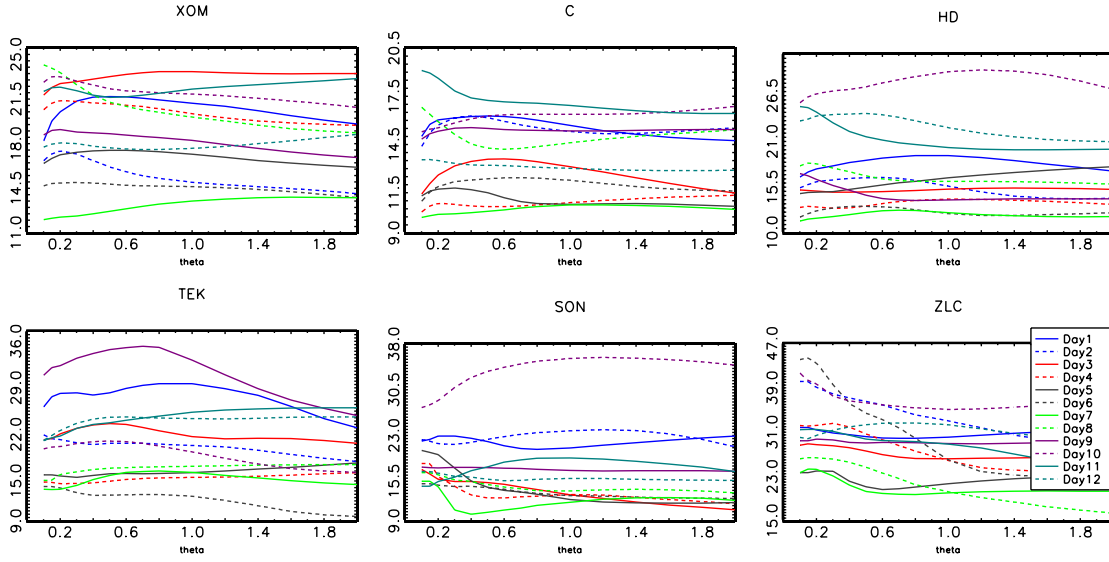 XOM
C
HD
25.0
21.5
18.0
14.5
11.0
0.2 0.6 1.0 1.4 1.8
theta
20.5
17.5
14.5
11.5
9.0
0.2 0.6 1.0 1.4 1.8
theta
26.5
21.0
15.5
10.0
0.2 0.6 1.0 1.4 1.8
theta
TEK
SON
ZLC
36.0
29.0
22.0
15.0
9.0
0.2 0.6 1.0 1.4 1.8
theta
38.0
30.5
23.0
15.5
9.0
0.2 0.6 1.0 1.4 1.8
theta
47.0
39.0
31.0
23.0
15.0
0.2 0.6 1.0 1.4 1.8
theta
Day1
Day2
Day3
Day4
Day5
Day6
Day7
Day8
Day9
Day10
Day11
Day12